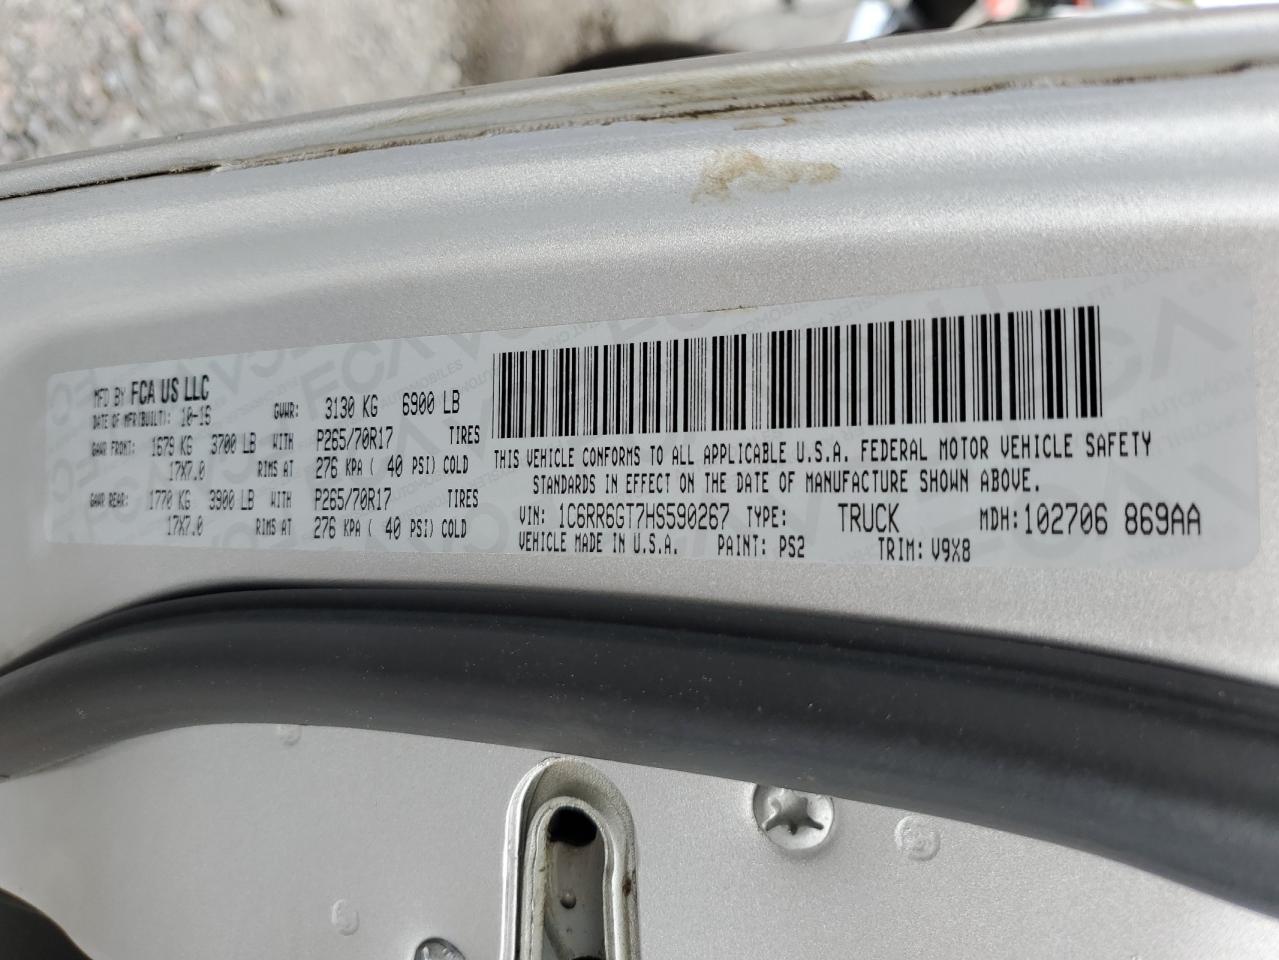 MFD BY FCA US LLC
DATE OF MFR(BUILT): 10-16 GVWR: 3130 KG 6900 LB
GAWR FRONT: 1679 KG 3700 LB WITH P265/70R17 TIRES
17X7.0 RIMS AT 276 KPA ( 40 PSI) COLD
GAWR REAR: 1770 KG 3900 LB WITH P265/70R17 TIRES
17X7.0 RIMS AT 276 KPA ( 40 PSI) COLD
THIS VEHICLE CONFORMS TO ALL APPLICABLE U.S.A. FEDERAL MOTOR VEHICLE SAFETY
STANDARDS IN EFFECT ON THE DATE OF MANUFACTURE SHOWN ABOVE.
VIN: 1C6RR6GT7HS590267 TYPE: TRUCK MDH: 102706 869AA
VEHICLE MADE IN U.S.A. PAINT: PS2 TRIM: V9X8